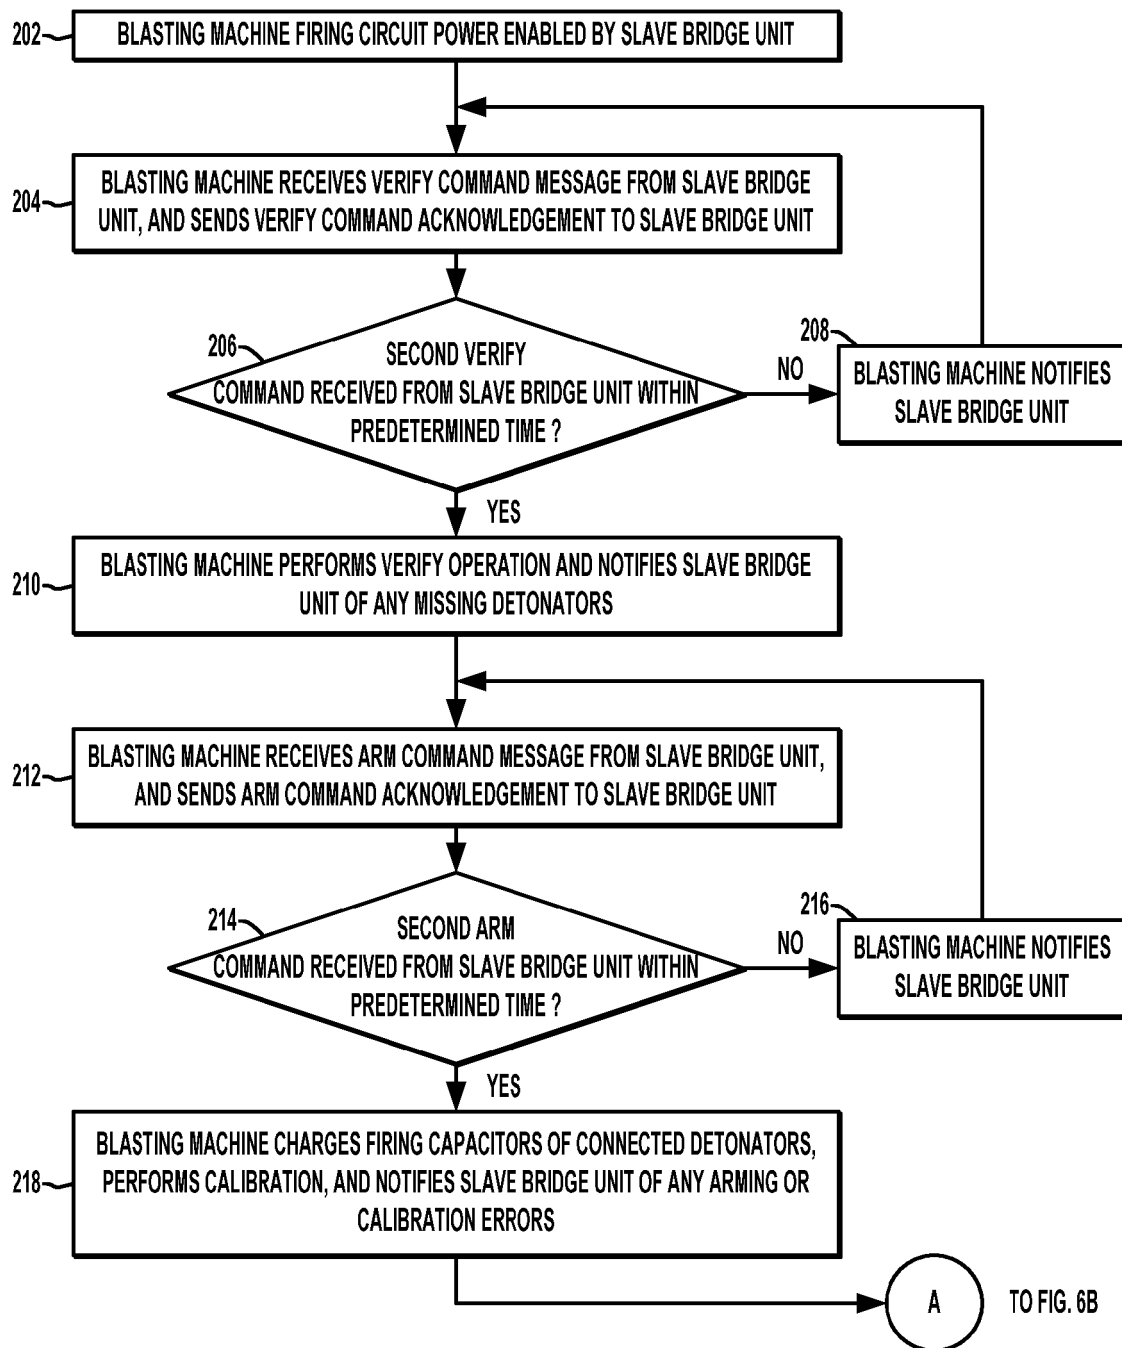 202
BLASTING MACHINE FIRING CIRCUIT POWER ENABLED BY SLAVE BRIDGE UNIT
204
BLASTING MACHINE RECEIVES VERIFY COMMAND MESSAGE FROM SLAVE BRIDGE
UNIT, AND SENDS VERIFY COMMAND ACKNOWLEDGEMENT TO SLAVE BRIDGE UNIT
206
SECOND VERIFY
COMMAND RECEIVED FROM SLAVE BRIDGE UNIT WITHIN
PREDETERMINED TIME ?
NO
208
BLASTING MACHINE NOTIFIES
SLAVE BRIDGE UNIT
YES
210
BLASTING MACHINE PERFORMS VERIFY OPERATION AND NOTIFIES SLAVE BRIDGE
UNIT OF ANY MISSING DETONATORS
212
BLASTING MACHINE RECEIVES ARM COMMAND MESSAGE FROM SLAVE BRIDGE UNIT,
AND SENDS ARM COMMAND ACKNOWLEDGEMENT TO SLAVE BRIDGE UNIT
214
SECOND ARM
COMMAND RECEIVED FROM SLAVE BRIDGE UNIT WITHIN
PREDETERMINED TIME ?
NO
216
BLASTING MACHINE NOTIFIES
SLAVE BRIDGE UNIT
YES
218
BLASTING MACHINE CHARGES FIRING CAPACITORS OF CONNECTED DETONATORS,
PERFORMS CALIBRATION, AND NOTIFIES SLAVE BRIDGE UNIT OF ANY ARMING OR
CALIBRATION ERRORS
A
TO FIG. 6B